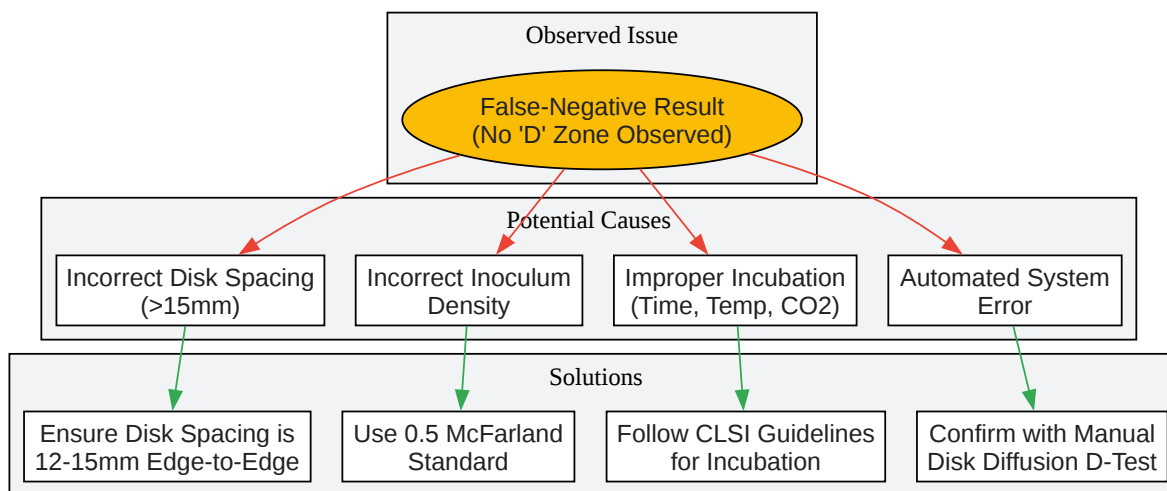 Observed Issue
False-Negative Result
(No 'D' Zone Observed)
Potential Causes
Incorrect Disk Spacing
(>15mm)
Incorrect Inoculum
Density
Improper Incubation
(Time, Temp, CO2)
Automated System
Error
Solutions
Ensure Disk Spacing is
12-15mm Edge-to-Edge
Use 0.5 McFarland
Standard
Follow CLSI Guidelines
for Incubation
Confirm with Manual
Disk Diffusion D-Test